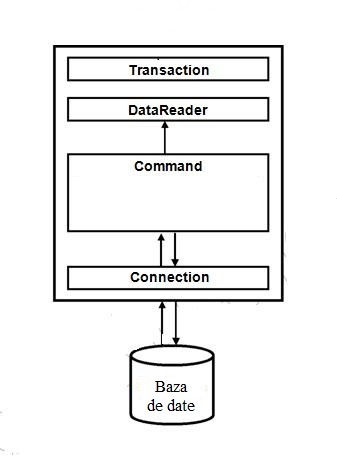 Transaction
DataReader
Command
Connection
Baza
de date